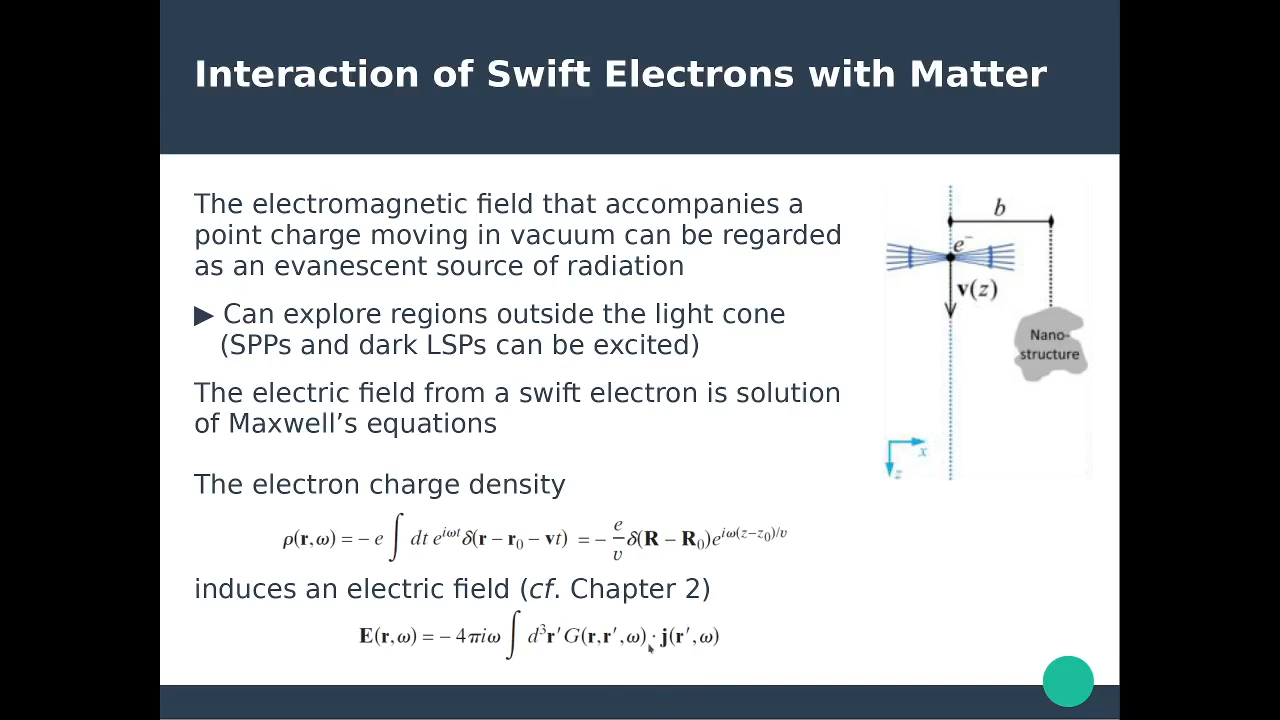 Interaction of Swift Electrons with Matter
The electromagnetic field that accompanies a
point charge moving in vacuum can be regarded
as an evanescent source of radiation
▶ Can explore regions outside the light cone
(SPPs and dark LSPs can be excited)
The electric field from a swift electron is solution
of Maxwell’s equations
The electron charge density
ρ(r,ω) = − e ∫ dt e^{iωt} δ(r − r₀ − vt) = − e/υ δ(R − R₀)e^{iω(z−z₀)/υ}
induces an electric field (cf. Chapter 2)
E(r,ω) = − 4πiω ∫ d³r′ G(r,r′,ω) · j(r′,ω)
b
e⁻
v(z)
Nano-
structure
x
z